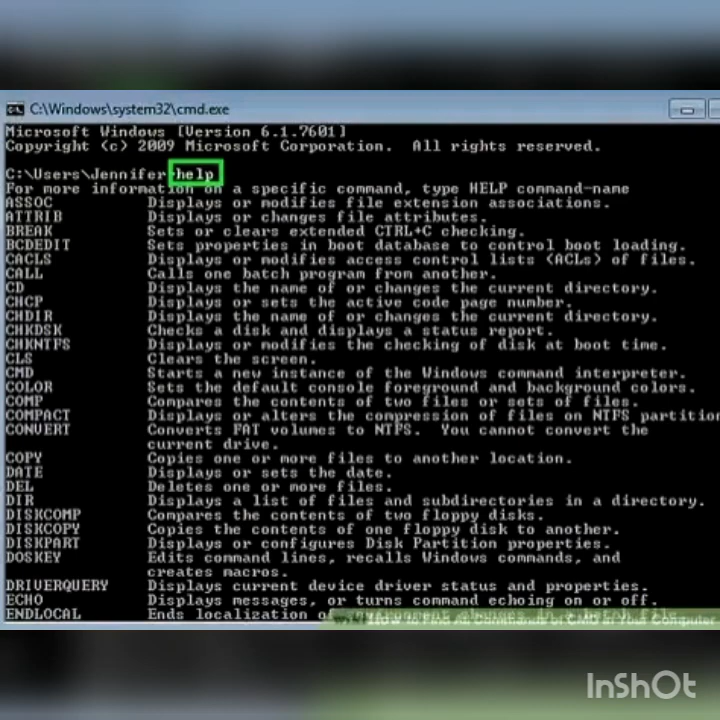 C:\Windows\system32\cmd.exe
Microsoft Windows [Version 6.1.7601]
Copyright (c) 2009 Microsoft Corporation.  All rights reserved.
C:\Users\Jennifer>help
For more information on a specific command, type HELP command-name
ASSOC          Displays or modifies file extension associations.
ATTRIB         Displays or changes file attributes.
BREAK          Sets or clears extended CTRL+C checking.
BCDEDIT        Sets properties in boot database to control boot loading.
CACLS          Displays or modifies access control lists (ACLs) of files.
CALL           Calls one batch program from another.
CD             Displays the name of or changes the current directory.
CHCP           Displays or sets the active code page number.
CHDIR          Displays the name of or changes the current directory.
CHKDSK         Checks a disk and displays a status report.
CHKNTFS        Displays or modifies the checking of disk at boot time.
CLS            Clears the screen.
CMD            Starts a new instance of the Windows command interpreter.
COLOR          Sets the default console foreground and background colors.
COMP           Compares the contents of two files or sets of files.
COMPACT        Displays or alters the compression of files on NTFS partition
CONVERT        Converts FAT volumes to NTFS.  You cannot convert the
current drive.
COPY           Copies one or more files to another location.
DATE           Displays or sets the date.
DEL            Deletes one or more files.
DIR            Displays a list of files and subdirectories in a directory.
DISKCOMP       Compares the contents of two floppy disks.
DISKCOPY       Copies the contents of one floppy disk to another.
DISKPART       Displays or configures Disk Partition properties.
DOSKEY         Edits command lines, recalls Windows commands, and
creates macros.
DRIVERQUERY    Displays current device driver status and properties.
ECHO           Displays messages, or turns command echoing on or off.
ENDLOCAL       Ends localization of
InShOt